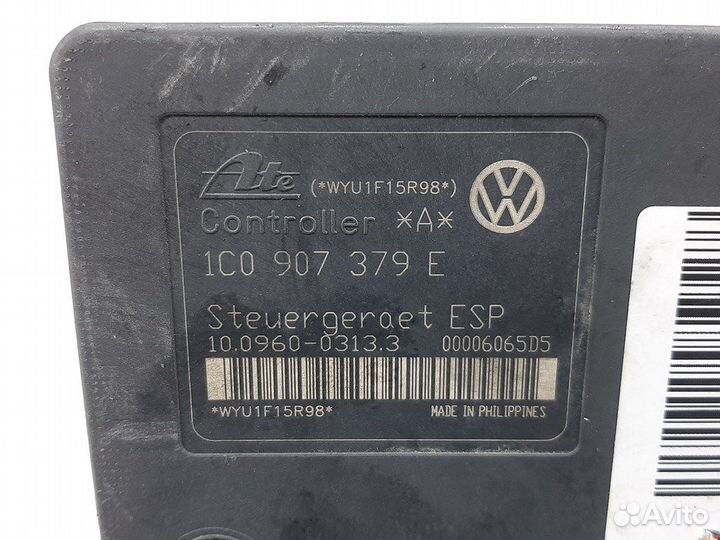 Ate (*WYU1F15R98*)
Controller *A*
1C0 907 379 E
Steuergeraet ESP
10.0960-0313.3 00006065D5
*WYU1F15R98* MADE IN PHILIPPINES
Avito